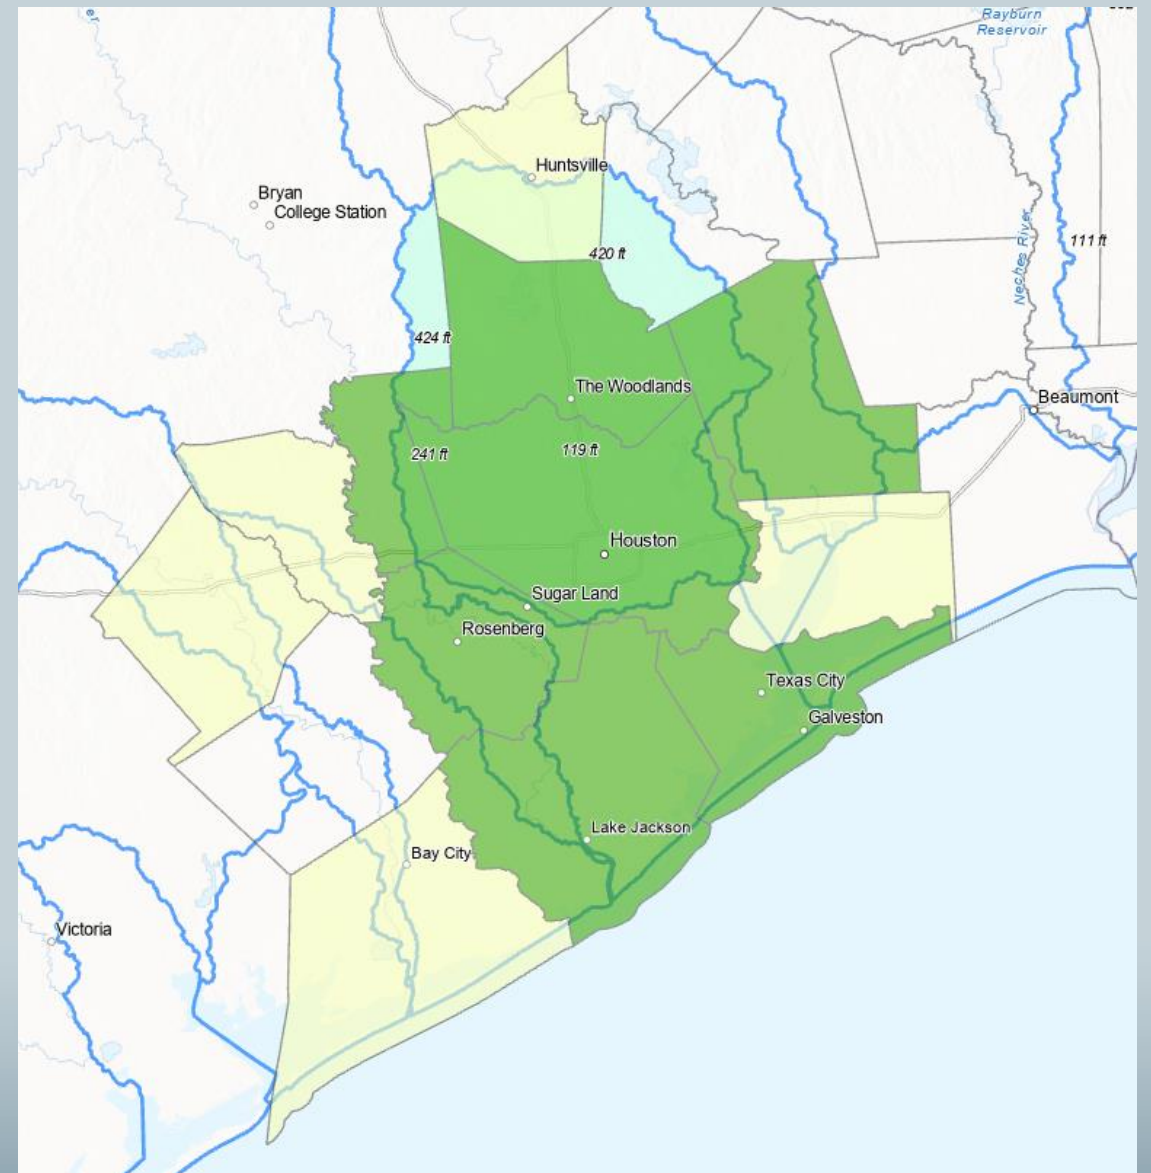 Rayburn
Reservoir
Huntsville
Bryan
College Station
Neches River
111 ft
420 ft
424 ft
The Woodlands
Beaumont
241 ft
119 ft
Houston
Sugar Land
Rosenberg
Texas City
Galveston
Lake Jackson
Bay City
Victoria